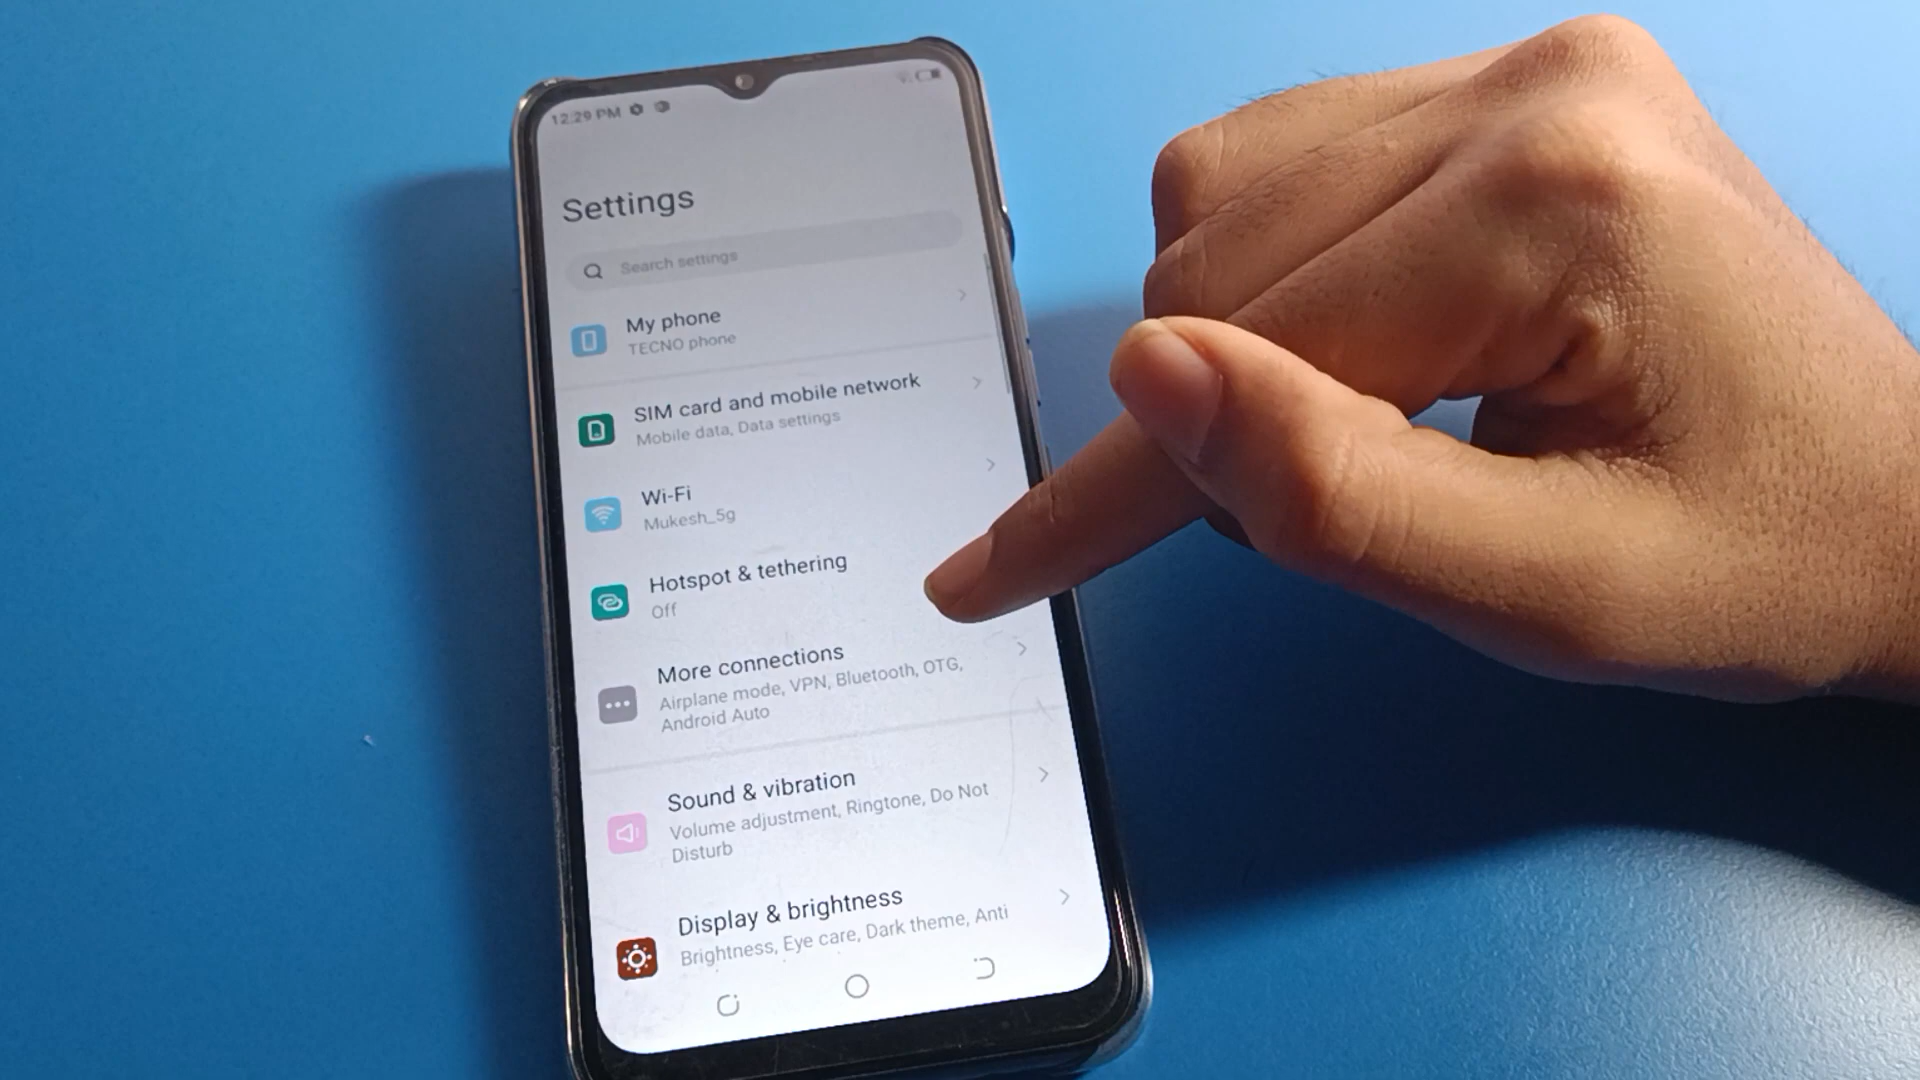 12:29 PM
Settings
Search settings
My phone
TECNO phone
SIM card and mobile network
Mobile data, Data settings
Wi-Fi
Mukesh_5g
Hotspot & tethering
Off
More connections
Airplane mode, VPN, Bluetooth, OTG,
Android Auto
Sound & vibration
Volume adjustment, Ringtone, Do Not
Disturb
Display & brightness
Brightness, Eye care, Dark theme, Anti